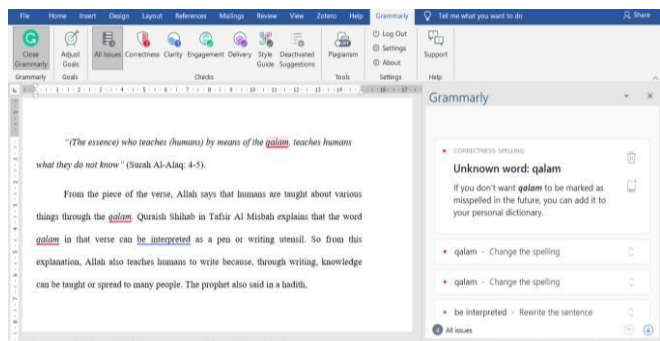 File Home Insert Design Layout References Mailings Review View Zotero Help Grammarly Tell me what you want to do Share
Close Grammarly
Adjust Goals
All Issues Correctness Clarity Engagement Delivery Style Guide Deactivated Suggestions
Plagiarism
Log Out
Settings
About
Support
Grammarly Goals Checks Tools Settings Help
Grammarly
"(The essence) who teaches (humans) by means of the qalam, teaches humans
what they do not know" (Surah Al-Alaq: 4-5).
From the piece of the verse, Allah says that humans are taught about various
things through the qalam. Quraish Shihab in Tafsir Al Misbah explains that the word
qalam in that verse can be interpreted as a pen or writing utensil. So from this
explanation, Allah also teaches humans to write because, through writing, knowledge
can be taught or spread to many people. The prophet also said in a hadith,
CORRECTNESS SPELLING
Unknown word: qalam
If you don't want qalam to be marked as
misspelled in the future, you can add it to
your personal dictionary.
qalam - Change the spelling
qalam - Change the spelling
be interpreted - Rewrite the sentence
4 All issues